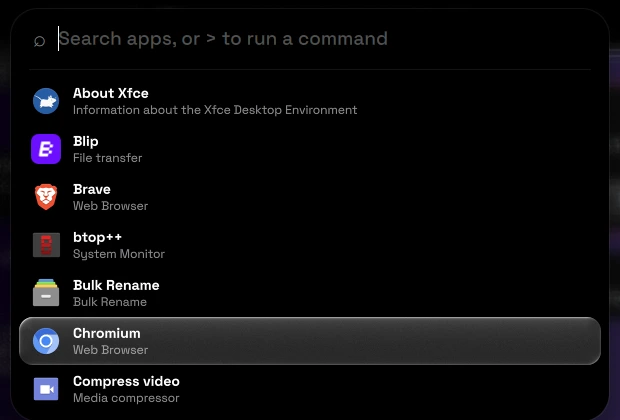 Search apps, or > to run a command
About Xfce
Information about the Xfce Desktop Environment
Blip
File transfer
Brave
Web Browser
btop++
System Monitor
Bulk Rename
Bulk Rename
Chromium
Web Browser
Compress video
Media compressor